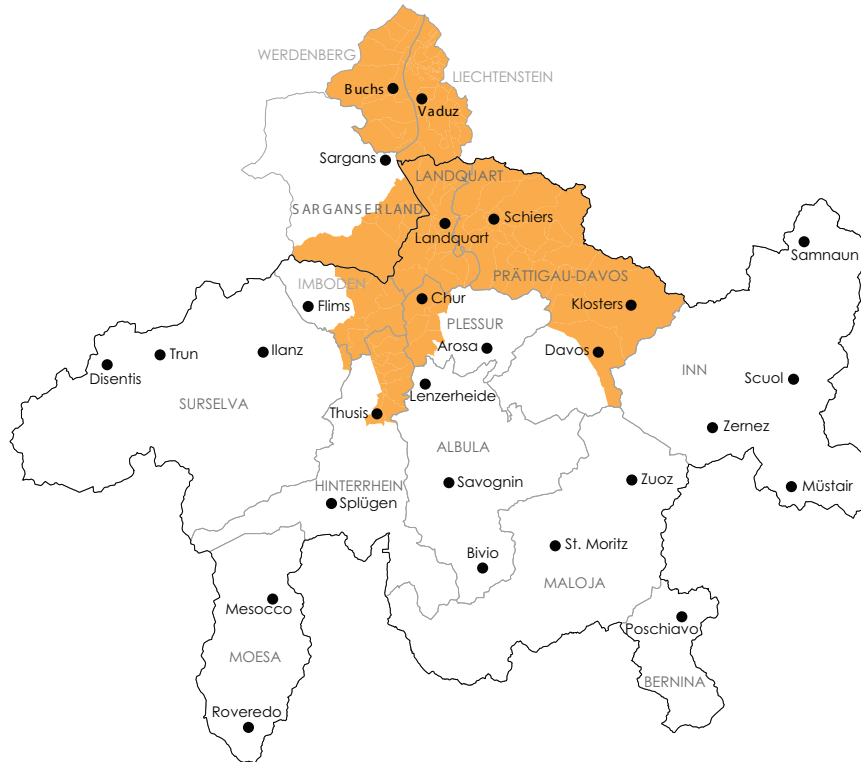 WERDENBERG
LIECHTENSTEIN
Buchs
Vaduz
Sargans
LANDQUART
SARGANSERLAND
Schiers
Landquart
Samnaun
IMBODEN
PRÄTTIGAU-DAVOS
Chur
Flims
Klosters
PLESSUR
Arosa
Davos
Trun
Ilanz
Disentis
INN
Scuol
Lenzerheide
SURSELVA
Thusis
Zernez
ALBULA
HINTERRHEIN
Savognin
Zuoz
Müstair
Splügen
St. Moritz
Bivio
MALOJA
Mesocco
Poschiavo
MOESA
BERNINA
Roveredo